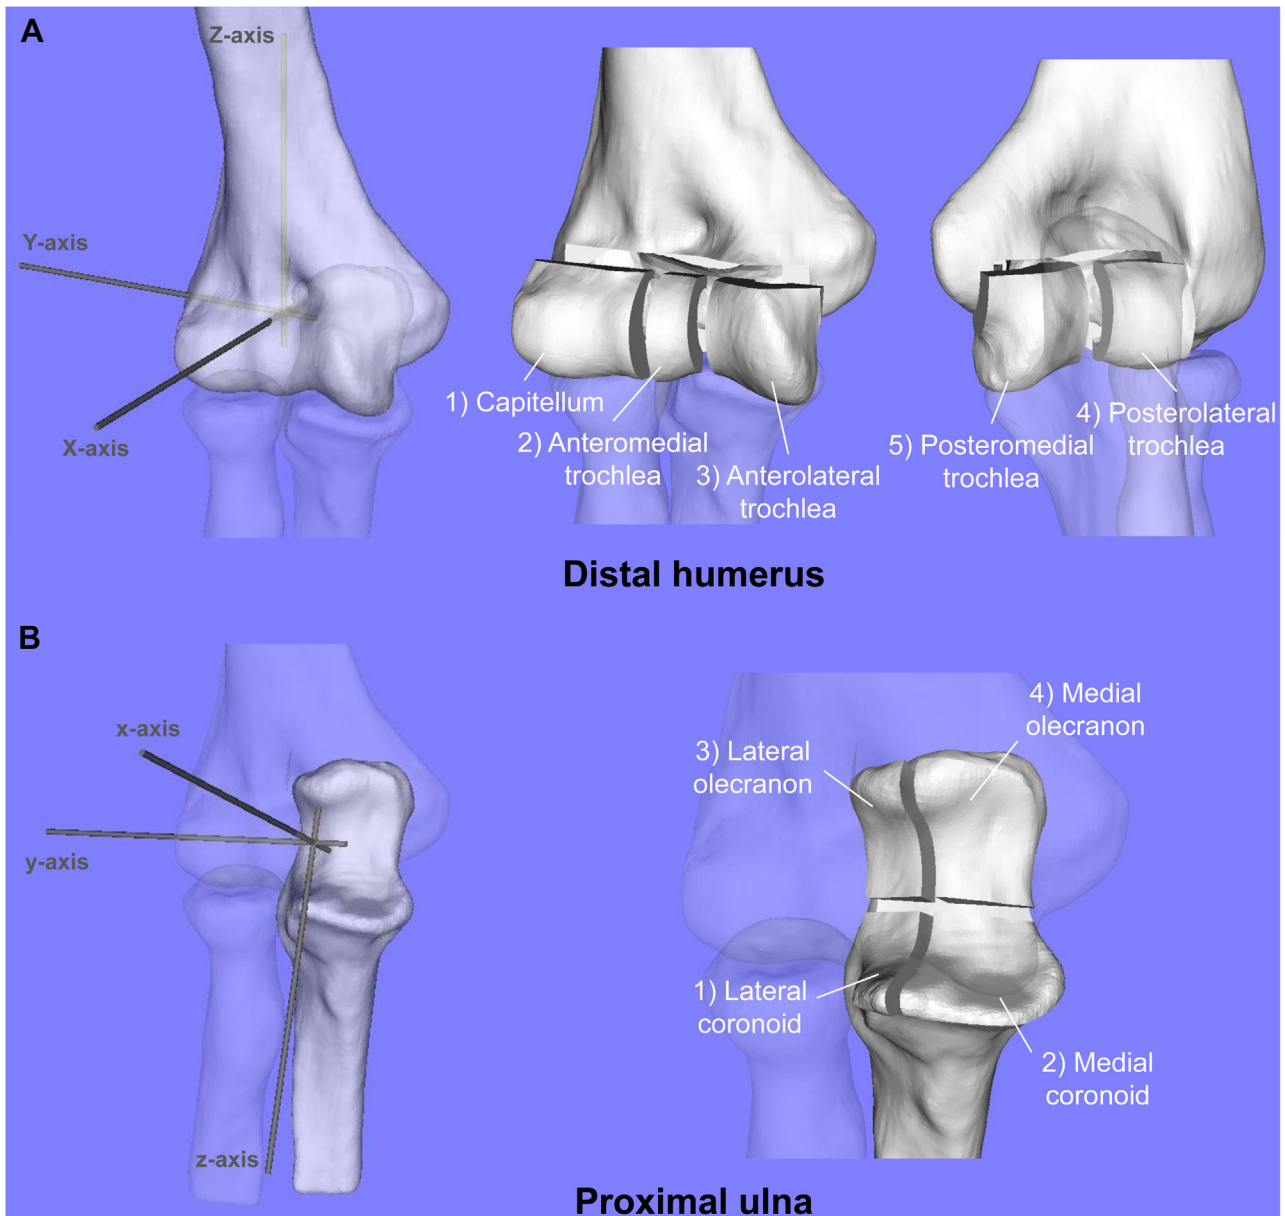 A
Z-axis
Y-axis
X-axis
1) Capitellum
2) Anteromedial
trochlea
3) Anterolateral
trochlea
4) Posterolateral
trochlea
5) Posteromedial
trochlea
Distal humerus
B
x-axis
y-axis
z-axis
3) Lateral
olecranon
4) Medial
olecranon
1) Lateral
coronoid
2) Medial
coronoid
Proximal ulna